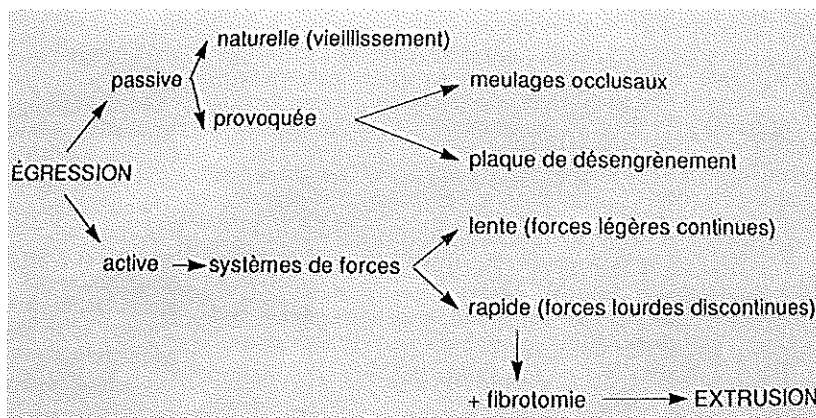 naturelle (vieillissement)
passive
meulages occlusaux
provoquée
plaque de désengrènement
ÉGRESSION
lente (forces légères continues)
active
systèmes de forces
rapide (forces lourdes discontinues)
+ fibrotomie
EXTRUSION